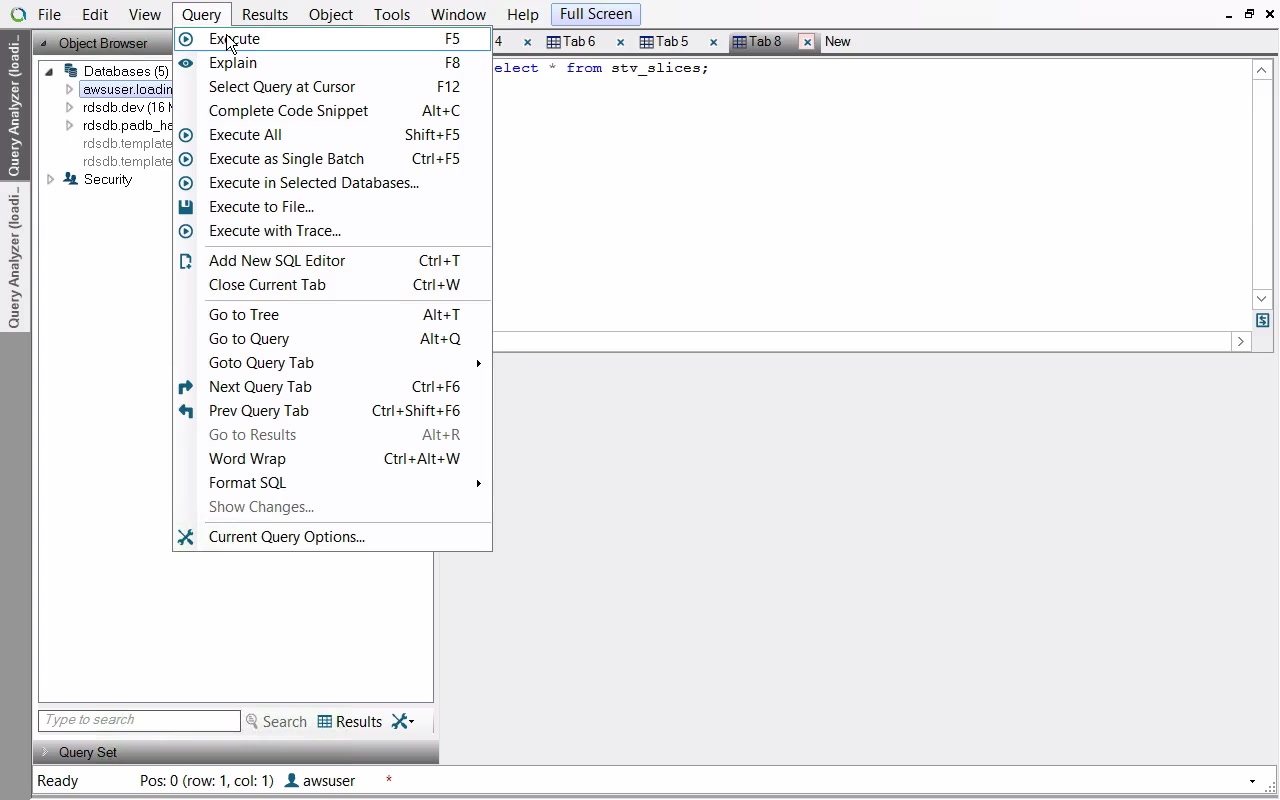 File Edit View Query Results Object Tools Window Help Full Screen
Query Analyzer (loadi...
Query Analyzer (loadi...
Object Browser
4 Tab 6 Tab 5 Tab 8 New
Databases (5)
awsuser.loadin
rdsdb.dev (16
rdsdb.padb_ha
rdsdb.template
rdsdb.template
Security
Execute F5
Explain F8
Select Query at Cursor F12
Complete Code Snippet Alt+C
Execute All Shift+F5
Execute as Single Batch Ctrl+F5
Execute in Selected Databases...
Execute to File...
Execute with Trace...
Add New SQL Editor Ctrl+T
Close Current Tab Ctrl+W
Go to Tree Alt+T
Go to Query Alt+Q
Goto Query Tab
Next Query Tab Ctrl+F6
Prev Query Tab Ctrl+Shift+F6
Go to Results Alt+R
Word Wrap Ctrl+Alt+W
Format SQL
Show Changes...
Current Query Options...
elect * from stv_slices;
Type to search Search Results
Query Set
Ready Pos: 0 (row: 1, col: 1) awsuser *